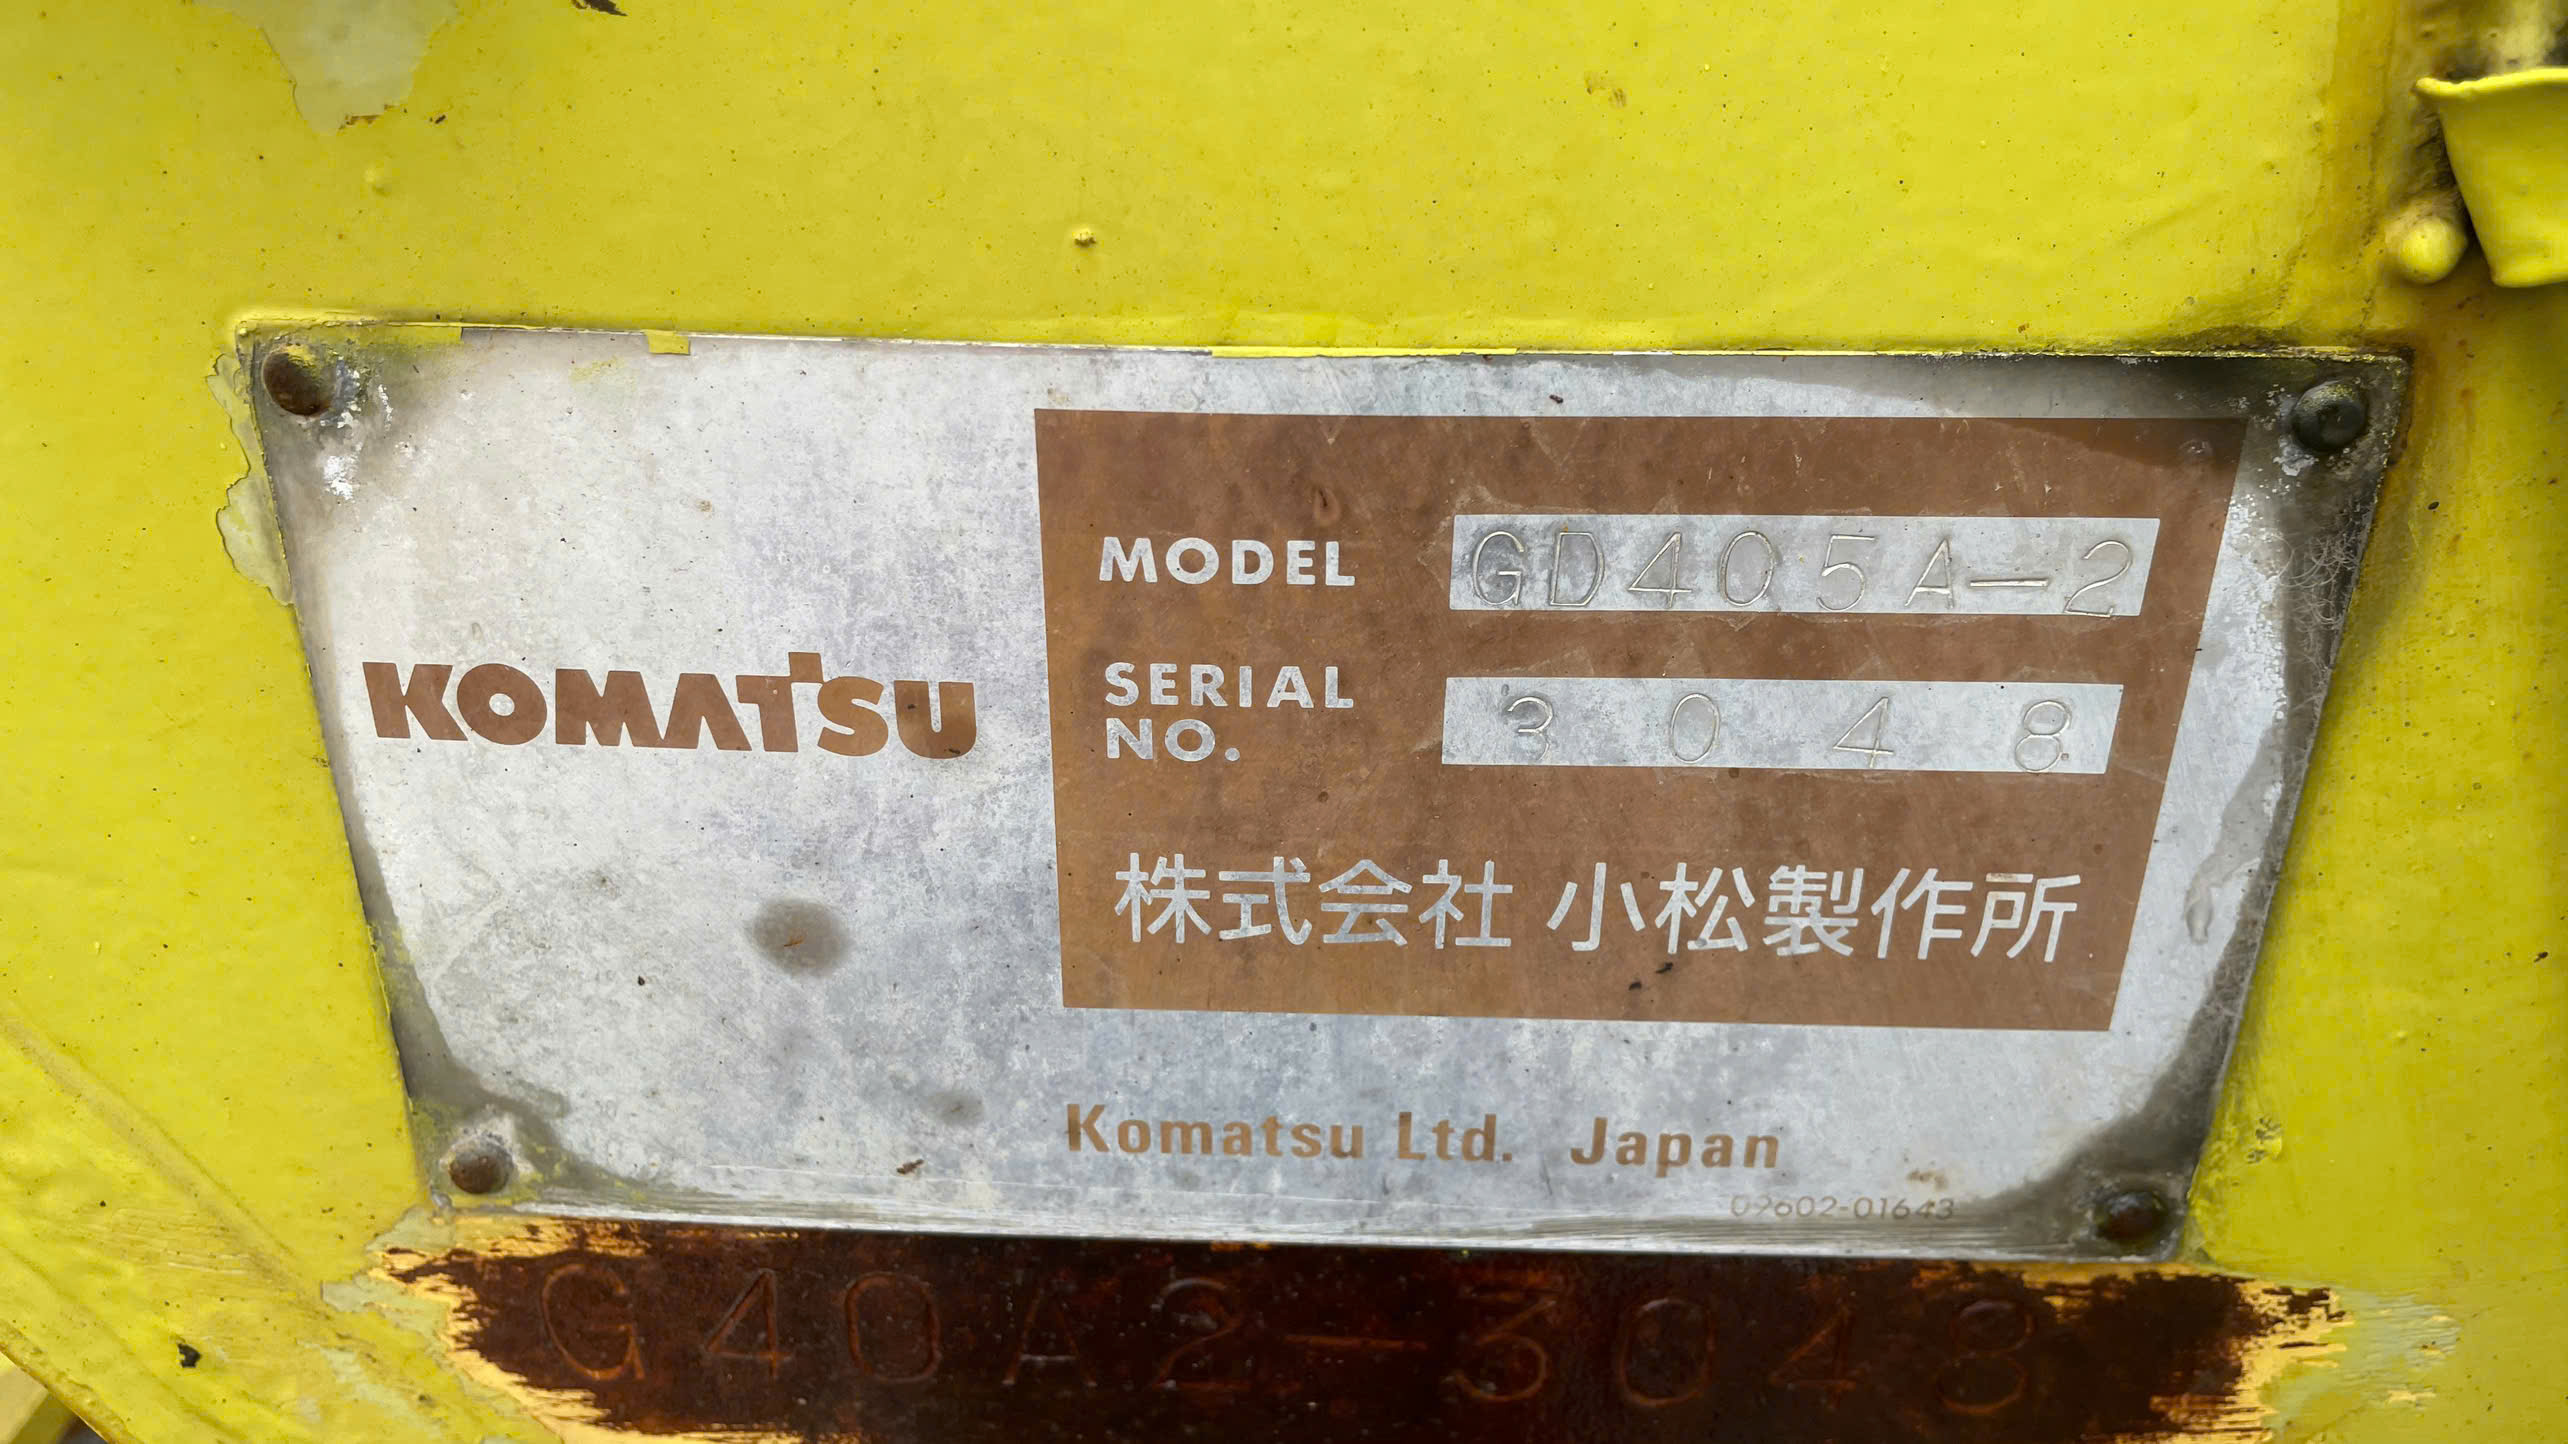 KOMATSU
MODEL GD405A-2
SERIAL NO. 3048
株式会社 小松製作所
Komatsu Ltd. Japan
09602-01643
G40A2-3048